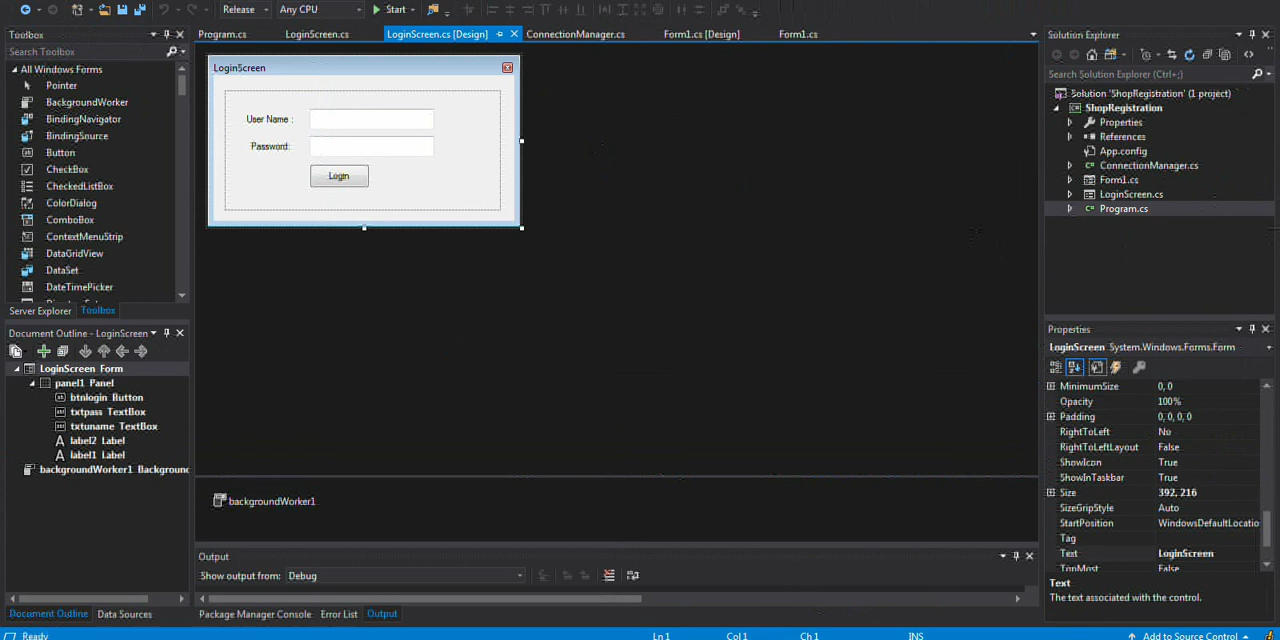 Release
Any CPU
Start
Toolbox
Search Toolbox
All Windows Forms
Pointer
BackgroundWorker
BindingNavigator
BindingSource
Button
CheckBox
CheckedListBox
ColorDialog
ComboBox
ContextMenuStrip
DataGridView
DataSet
DateTimePicker
Server Explorer
Toolbox
Document Outline - LoginScreen
LoginScreen Form
panel1 Panel
btnlogin Button
txtpass TextBox
txtuname TextBox
label2 Label
label1 Label
backgroundWorker1 Background
Document Outline
Data Sources
Program.cs
LoginScreen.cs
LoginScreen.cs [Design]
ConnectionManager.cs
Form1.cs [Design]
Form1.cs
LoginScreen
User Name :
Password:
Login
backgroundWorker1
Output
Show output from: Debug
Package Manager Console
Error List
Output
Solution Explorer
Search Solution Explorer (Ctrl+;)
Solution 'ShopRegistration' (1 project)
ShopRegistration
Properties
References
App.config
ConnectionManager.cs
Form1.cs
LoginScreen.cs
Program.cs
Properties
LoginScreen System.Windows.Forms.Form
MinimumSize 0, 0
Opacity 100%
Padding 0, 0, 0, 0
RightToLeft No
RightToLeftLayout False
ShowIcon True
ShowInTaskbar True
Size 392, 216
SizeGripStyle Auto
StartPosition WindowsDefaultLocatio
Tag
Text LoginScreen
TopMost False
Text
The text associated with the control.
Ready
Ln 1
Col 1
Ch 1
INS
Add to Source Control